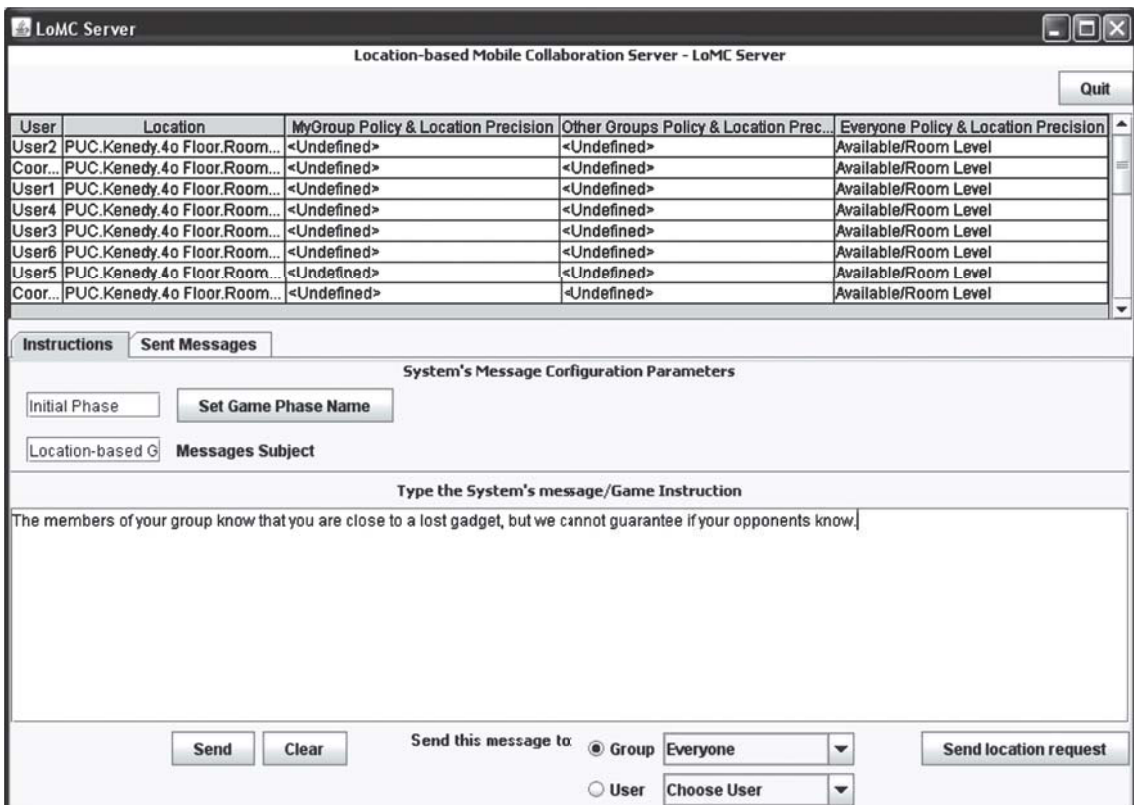 LoMC Server
Location-based Mobile Collaboration Server - LoMC Server
Quit
User Location MyGroup Policy & Location Precision Other Groups Policy & Location Prec... Everyone Policy & Location Precision
User2 PUC.Kenedy.4o Floor.Room... <Undefined> <Undefined> Available/Room Level
Coor... PUC.Kenedy.4o Floor.Room... <Undefined> <Undefined> Available/Room Level
User1 PUC.Kenedy.4o Floor.Room... <Undefined> <Undefined> Available/Room Level
User4 PUC.Kenedy.4o Floor.Room... <Undefined> <Undefined> Available/Room Level
User3 PUC.Kenedy.4o Floor.Room... <Undefined> <Undefined> Available/Room Level
User6 PUC.Kenedy.4o Floor.Room... <Undefined> <Undefined> Available/Room Level
User5 PUC.Kenedy.4o Floor.Room... <Undefined> <Undefined> Available/Room Level
Coor... PUC.Kenedy.4o Floor.Room... <Undefined> <Undefined> Available/Room Level
Instructions Sent Messages
System's Message Configuration Parameters
Initial Phase Set Game Phase Name
Location-based G Messages Subject
Type the System's message/Game Instruction
The members of your group know that you are close to a lost gadget, but we cannot guarantee if your opponents know.
Send Clear Send this message to: Group Everyone Send location request
User Choose User